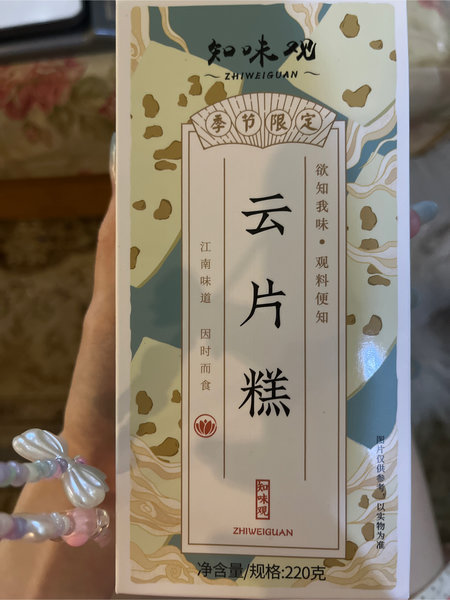 知味观
ZHIWEIGUAN
季节限定
欲知我味·观料便知
云片糕
江南味道 因时而食
知味观
ZHIWEIGUAN
图片仅供参考，以实物为准
净含量/规格:220克